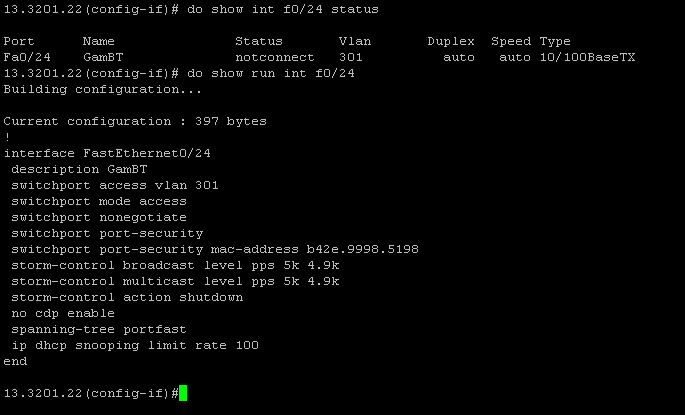 13.3201.22(config-if)# do show int f0/24 status
Port Name Status Vlan Duplex Speed Type
Fa0/24 GamBT notconnect 301 auto auto 10/100BaseTX
13.3201.22(config-if)# do show run int f0/24
Building configuration...
Current configuration : 397 bytes
!
interface FastEthernet0/24
description GamBT
switchport access vlan 301
switchport mode access
switchport nonegotiate
switchport port-security
switchport port-security mac-address b42e.9998.5198
storm-control broadcast level pps 5k 4.9k
storm-control multicast level pps 5k 4.9k
storm-control action shutdown
no cdp enable
spanning-tree portfast
ip dhcp snooping limit rate 100
end
13.3201.22(config-if)#